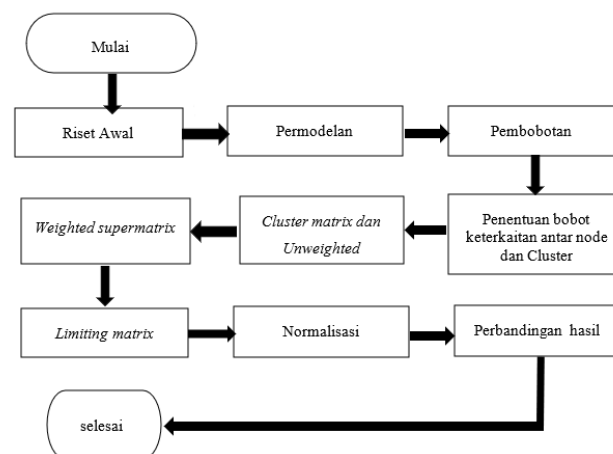 Mulai
Riset Awal
Permodelan
Pembobotan
Penentuan bobot
keterkaitan antar node
dan Cluster
Cluster matrix dan
Unweighted
Weighted supermatrix
Limiting matrix
Normalisasi
Perbandingan hasil
selesai